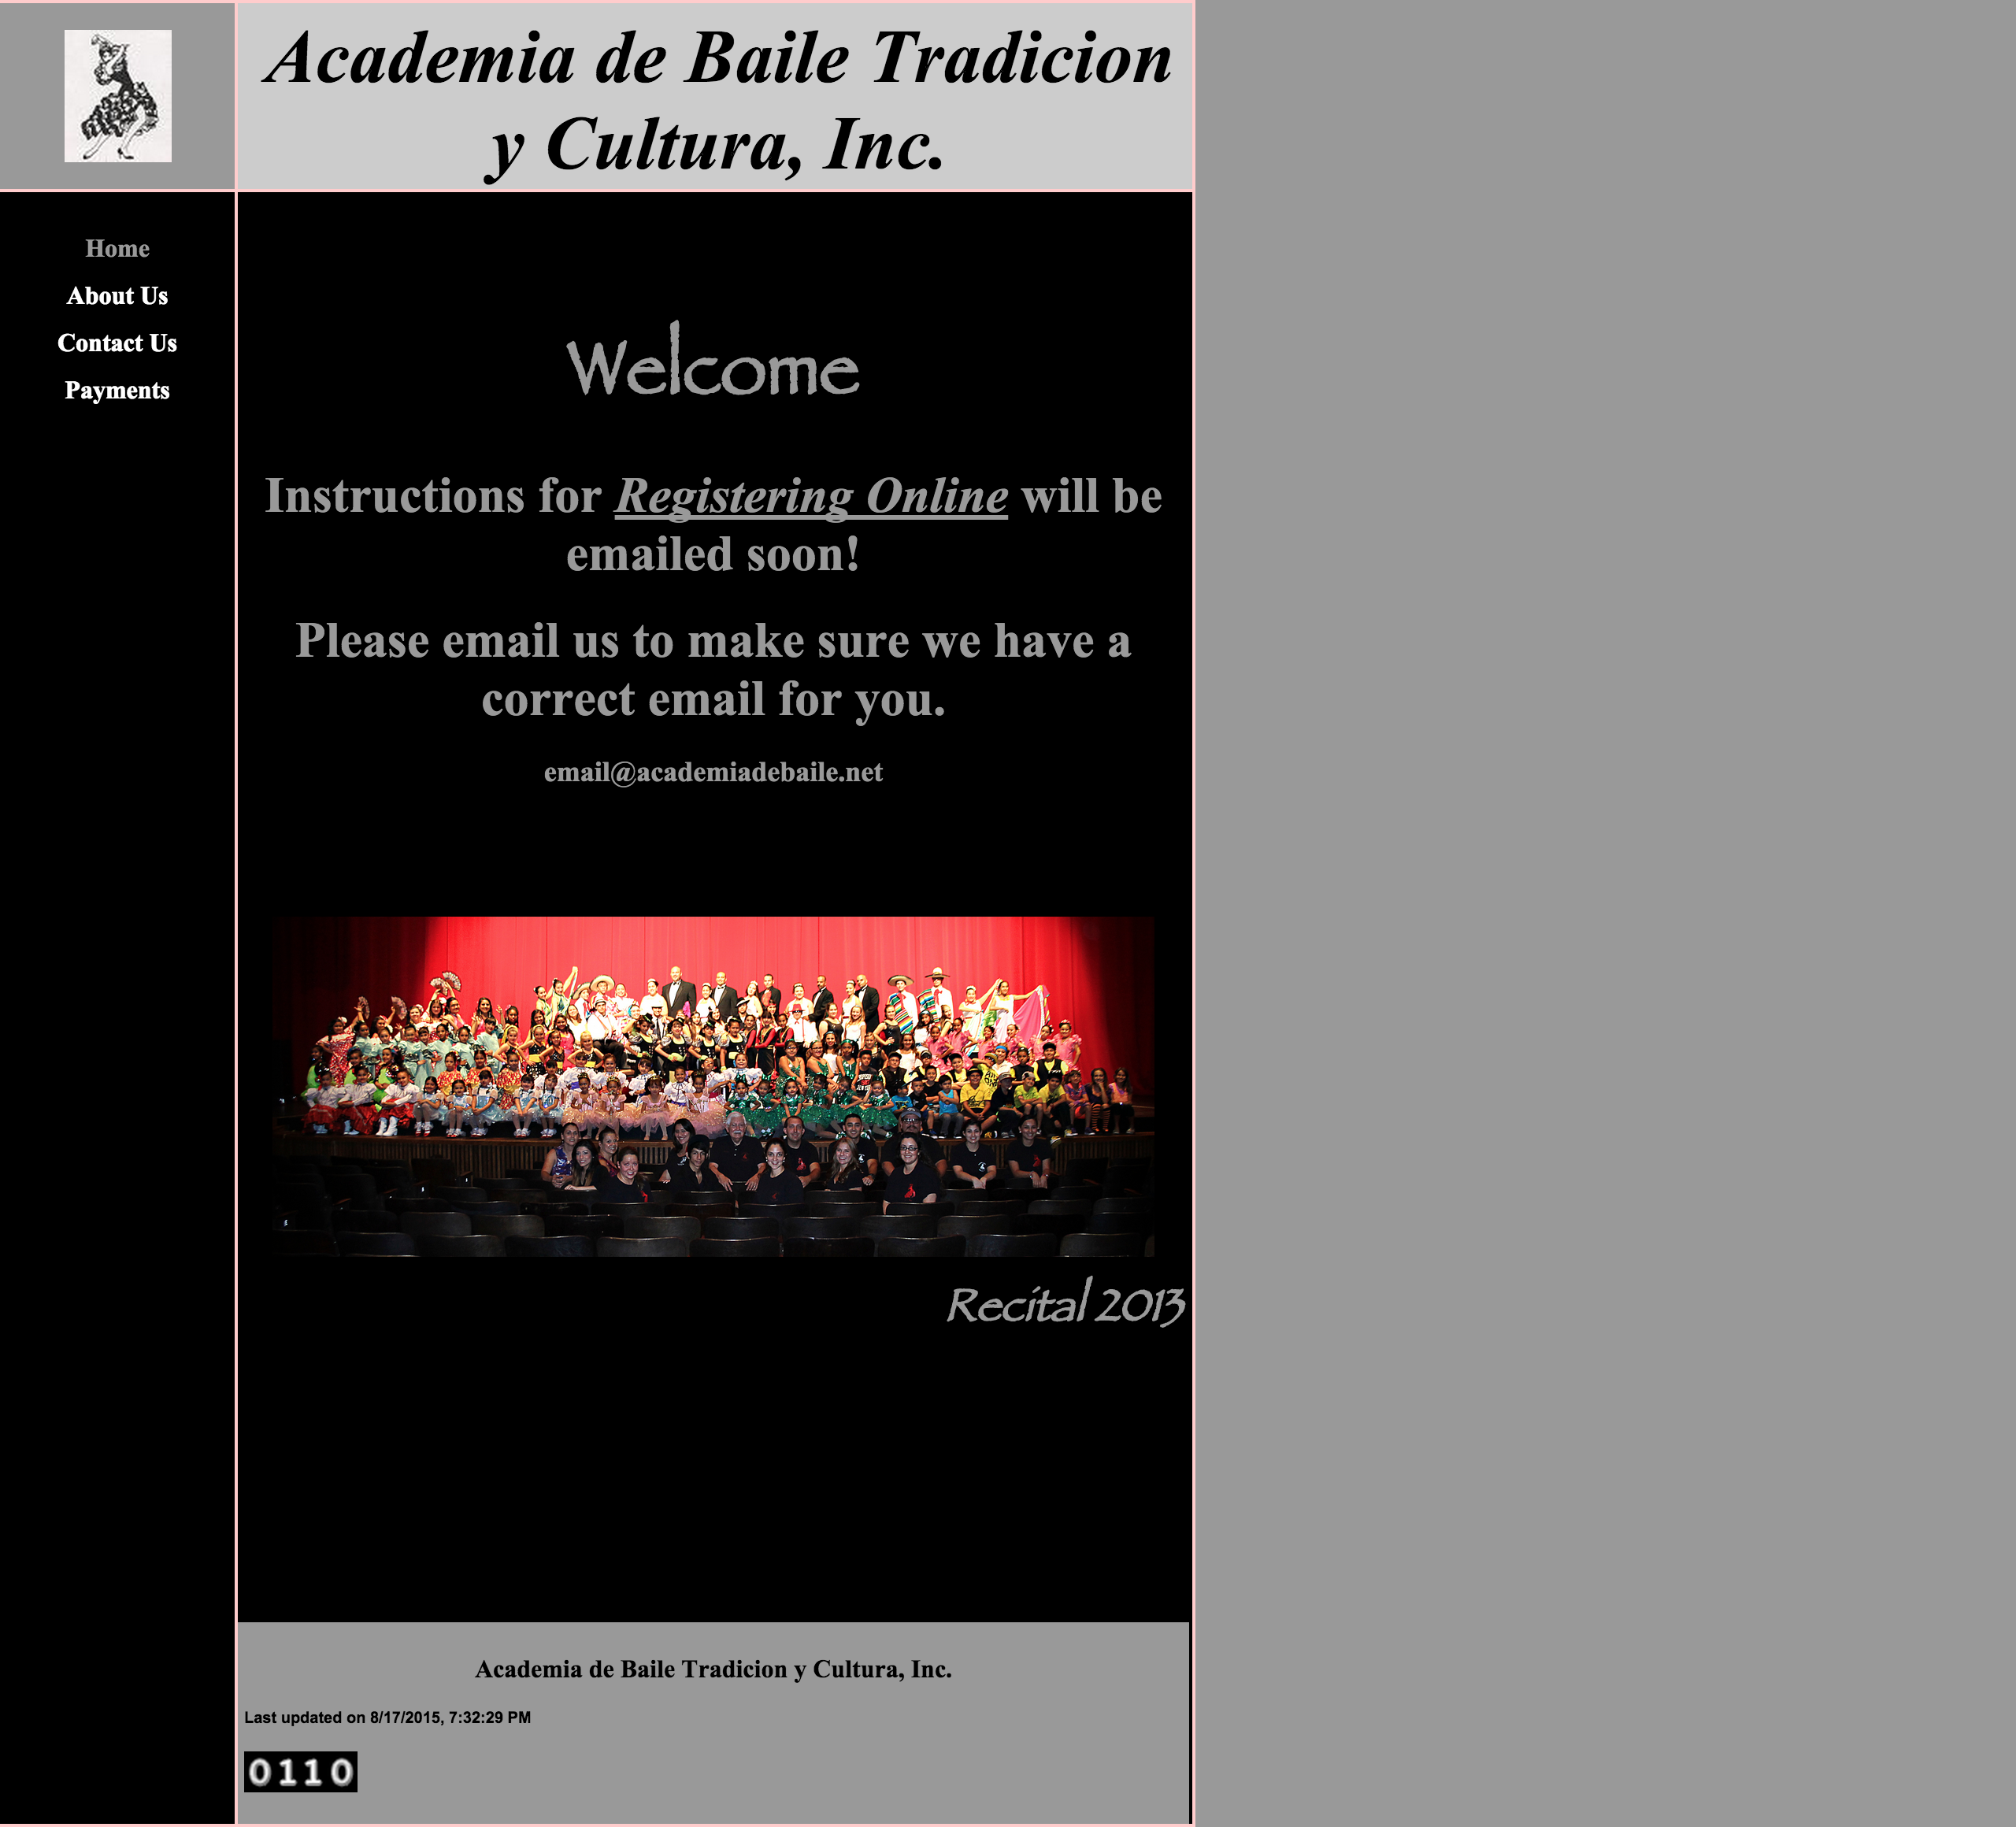 Academia de Baile Tradicion
y Cultura, Inc.
Home
About Us
Contact Us
Payments
Welcome
Instructions for Registering Online will be
emailed soon!
Please email us to make sure we have a
correct email for you.
email@academiadebaile.net
Recital 2013
Academia de Baile Tradicion y Cultura, Inc.
Last updated on 8/17/2015, 7:32:29 PM
0110